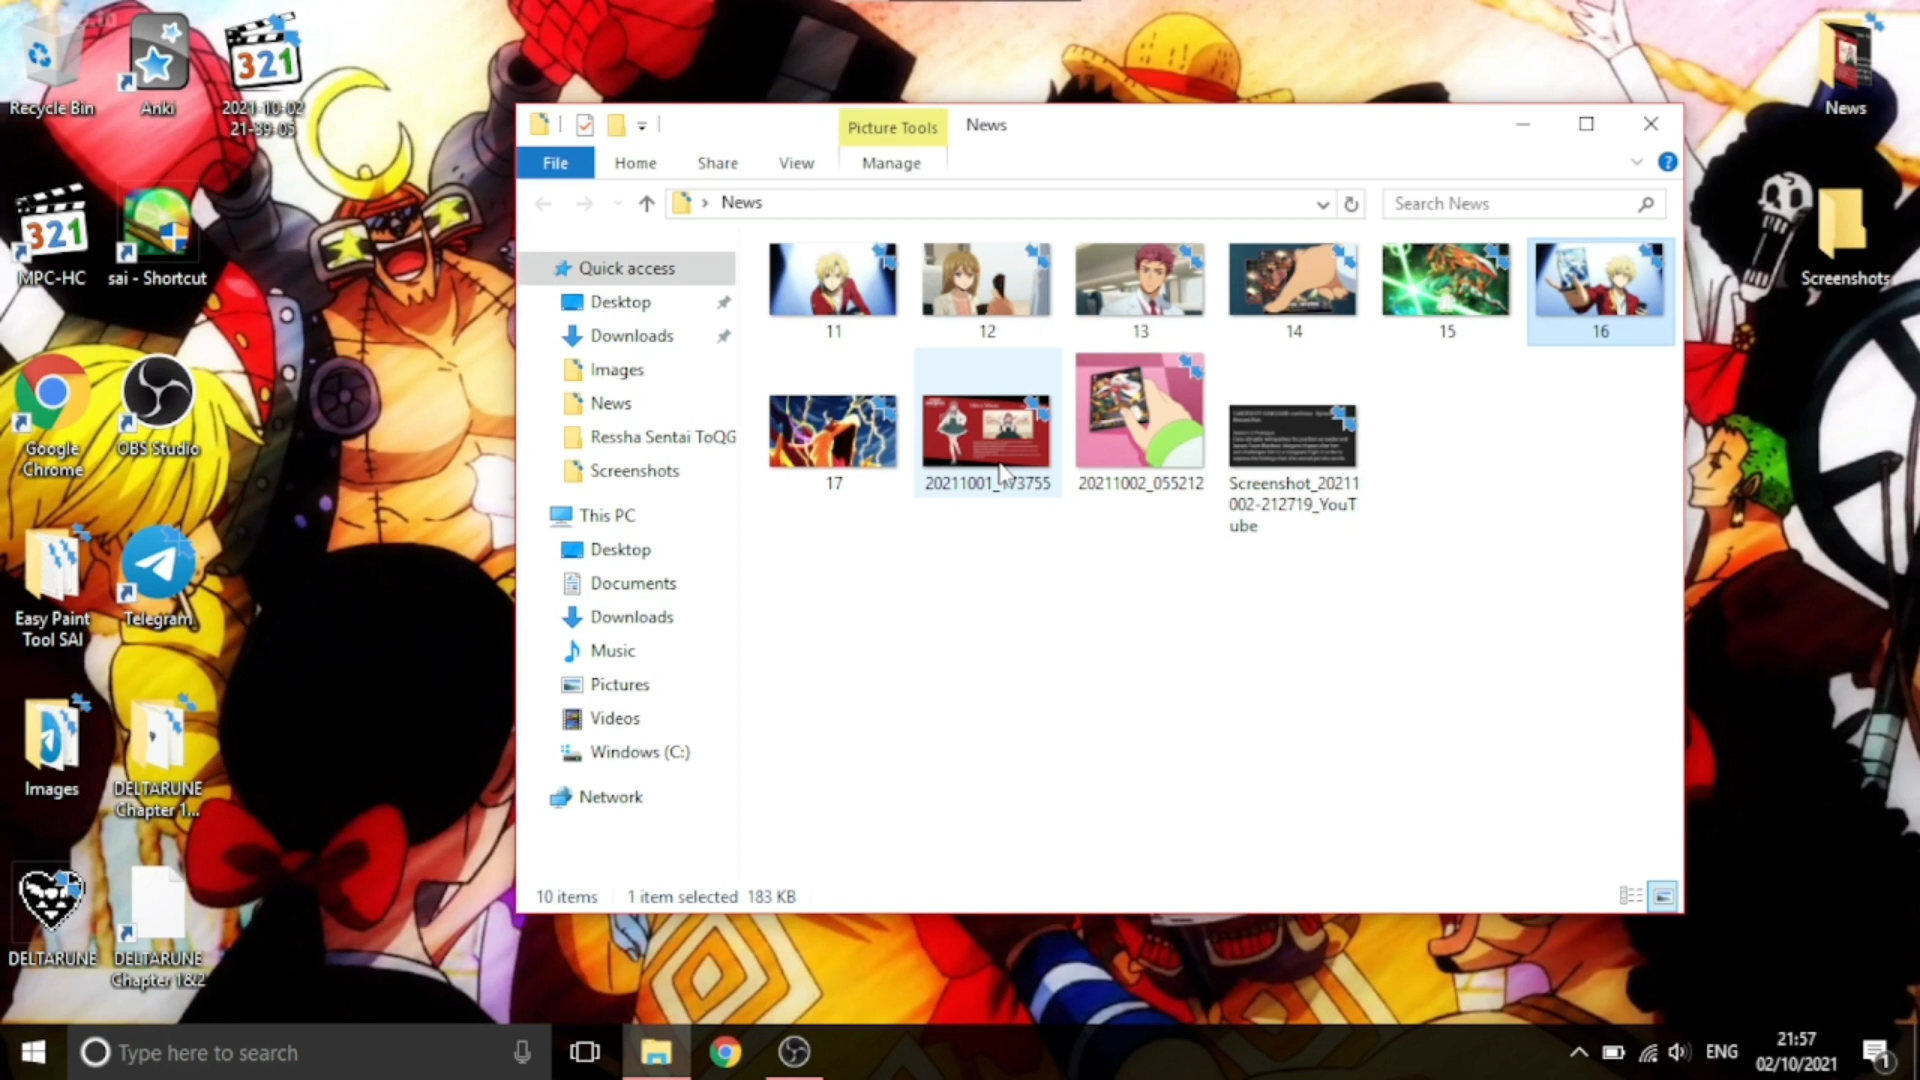 Recycle Bin
Anki
321
2021-10-02
21-39-05
321
MPC-HC
sai - Shortcut
Google
Chrome
OBS Studio
Easy Paint
Tool SAI
Telegram
Images
DELTARUNE
Chapter 1...
DELTARUNE
DELTARUNE
Chapter 1&2
News
Screenshots
Picture Tools
News
File
Home
Share
View
Manage
?
News
Search News
Quick access
Desktop
Downloads
Images
News
Ressha Sentai ToQG
Screenshots
This PC
Desktop
Documents
Downloads
Music
Pictures
Videos
Windows (C:)
Network
11
12
13
14
15
16
17
20211001_173755
20211002_055212
Screenshot_20211
002-212719_YouT
ube
10 items
1 item selected 183 KB
Type here to search
ENG
21:57
02/10/2021
1